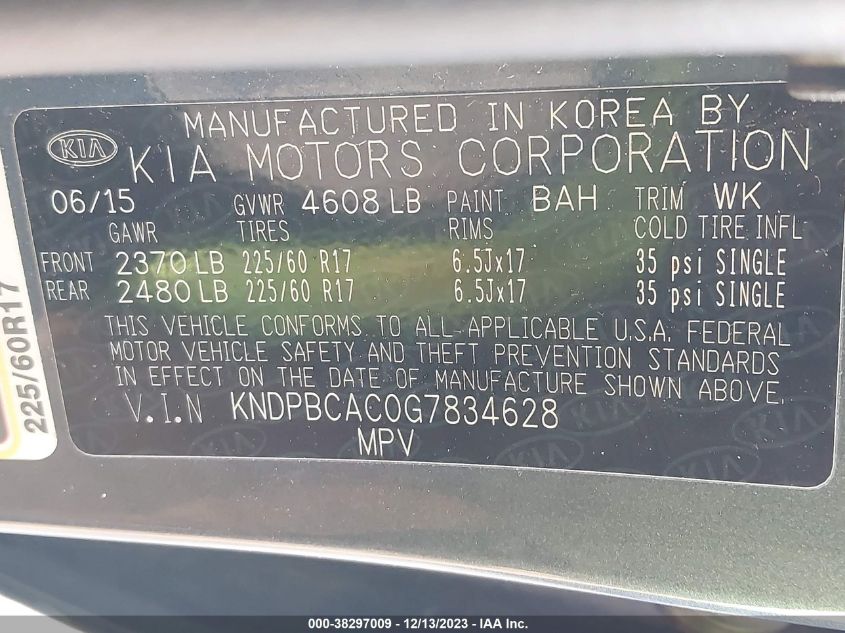 MANUFACTURED IN KOREA BY
KIA KIA MOTORS CORPORATION
06/15 GVWR 4608 LB PAINT BAH TRIM WK
GAWR TIRES RIMS COLD TIRE INFL
FRONT 2370 LB 225/60 R17 6.5Jx17 35 psi SINGLE
REAR 2480 LB 225/60 R17 6.5Jx17 35 psi SINGLE
THIS VEHICLE CONFORMS TO ALL APPLICABLE U.S.A. FEDERAL
MOTOR VEHICLE SAFETY AND THEFT PREVENTION STANDARDS
IN EFFECT ON THE DATE OF MANUFACTURE SHOWN ABOVE.
V.I.N KNDPBCAC0G7834628
MPV
225/60R17
000-38297009 - 12/13/2023 - IAA Inc.